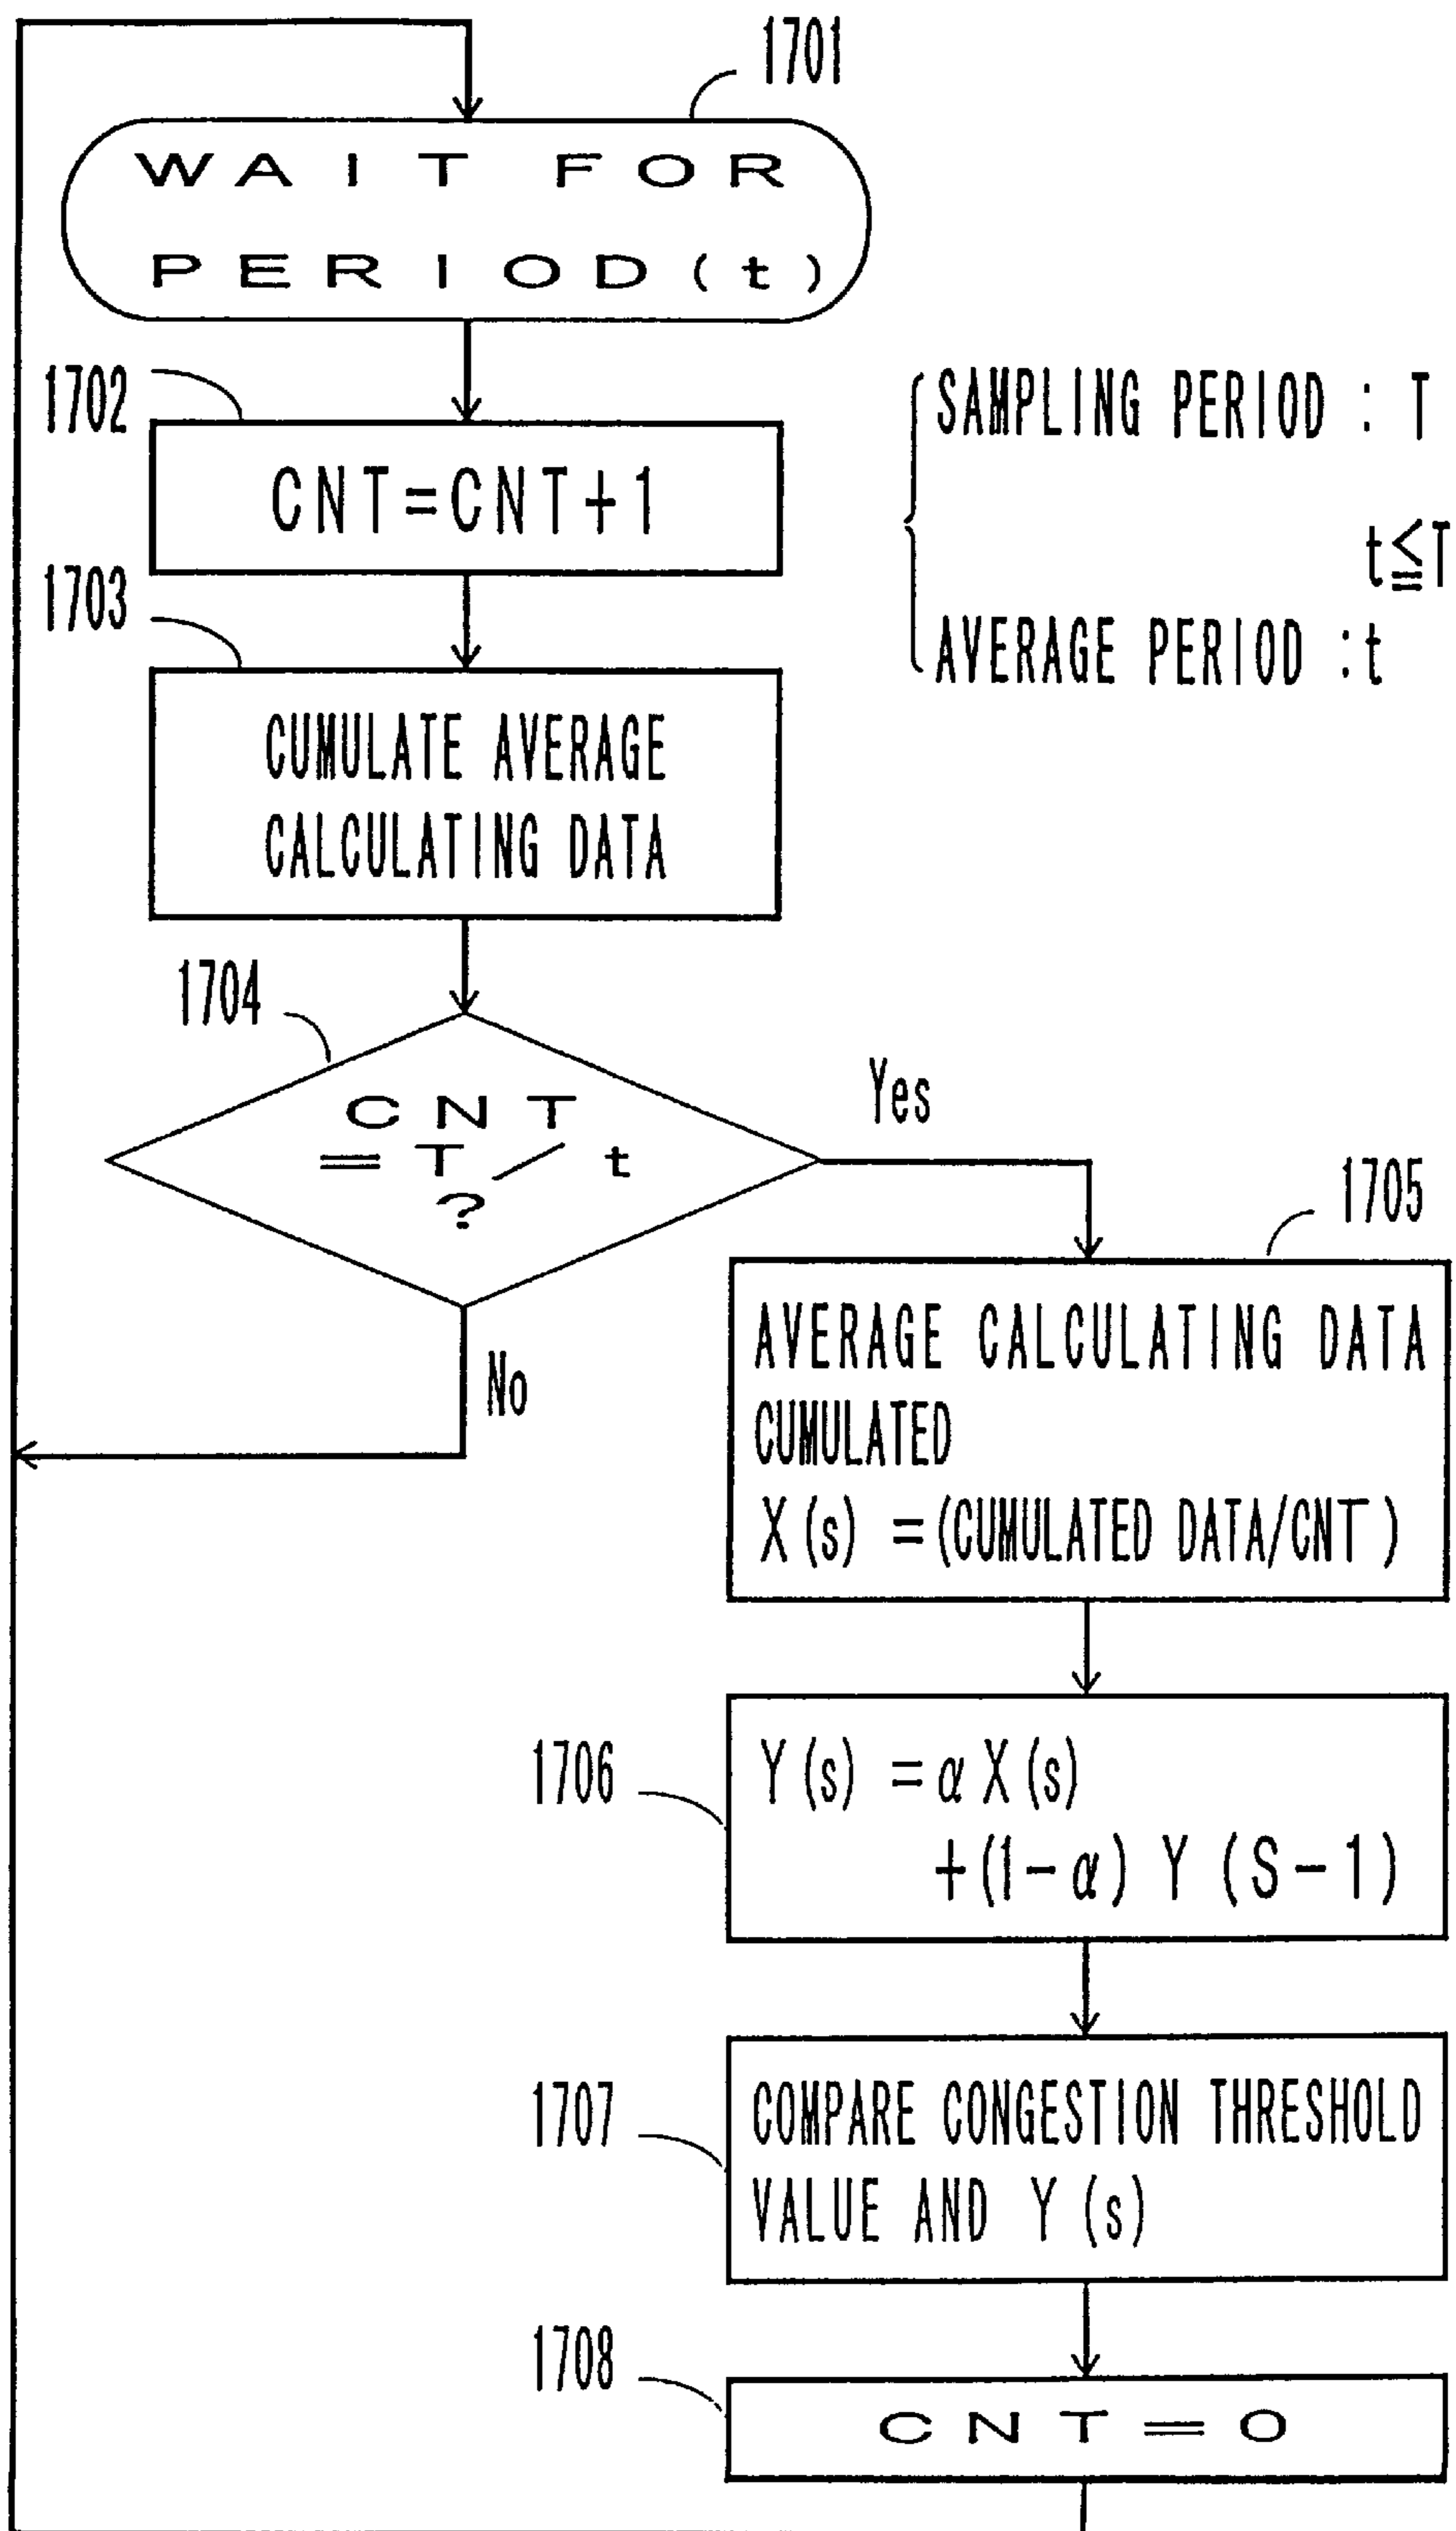 1701
WAIT FOR
PERIOD(t)
1702
CNT=CNT+1
SAMPLING PERIOD : T
t≦T
AVERAGE PERIOD :t
1703
CUMULATE AVERAGE
CALCULATING DATA
1704
CNT
=T/t
?
Yes
No
1705
AVERAGE CALCULATING DATA
CUMULATED
X(s) =(CUMULATED DATA/CNT)
1706
Y(s) =αX(s)
+(1-α) Y (S-1)
1707
COMPARE CONGESTION THRESHOLD
VALUE AND Y(s)
1708
CNT=0